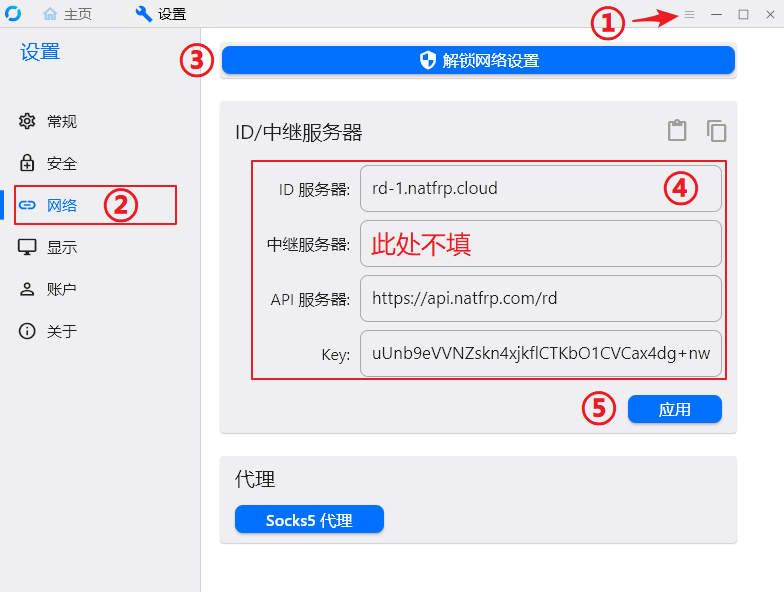 主页
设置
①
设置
③
解锁网络设置
常规
安全
网络
②
显示
账户
关于
ID/中继服务器
ID 服务器:
rd-1.natfrp.cloud
④
中继服务器:
此处不填
API 服务器:
https://api.natfrp.com/rd
Key:
uUnb9eVVNZskn4xjkflCTKbO1CVCax4dg+nw
⑤
应用
代理
Socks5 代理